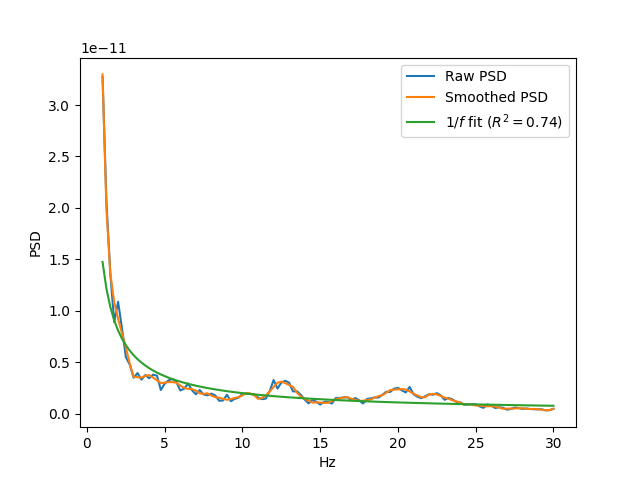 1e−11
Raw PSD
Smoothed PSD
1/f fit (R² = 0.74)
3.0
2.5
2.0
1.5
1.0
0.5
0.0
PSD
0 5 10 15 20 25 30
Hz